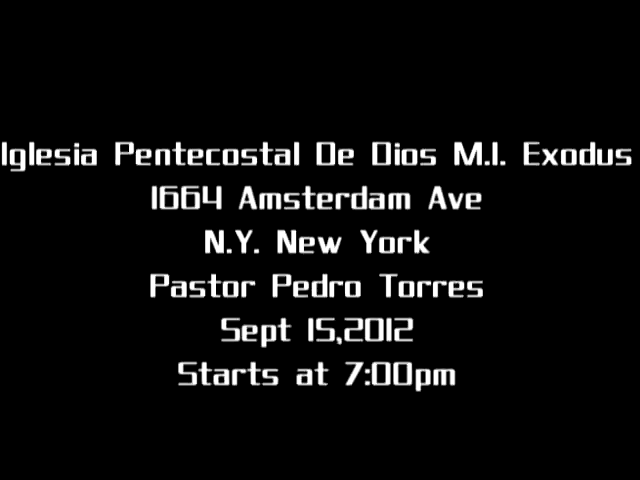 Iglesia Pentecostal De Dios M.I. Exodus
1664 Amsterdam Ave
N.Y. New York
Pastor Pedro Torres
Sept 15,2012
Starts at 7:00pm